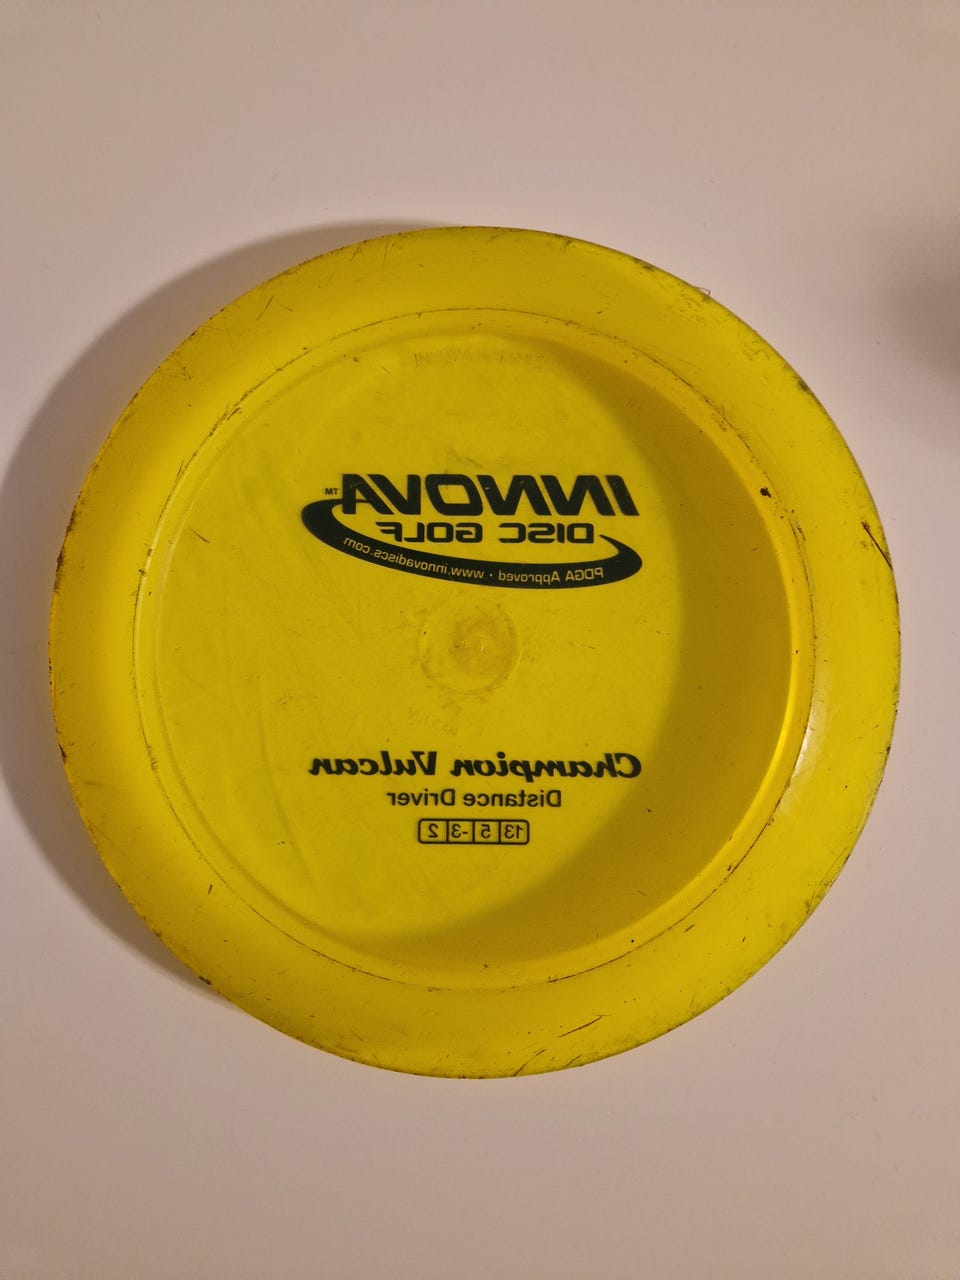 INNOVA™
DISC GOLF
PDGA Approved • www.innovadiscs.com
Champion Vulcan
Distance Driver
13 5 -3 2